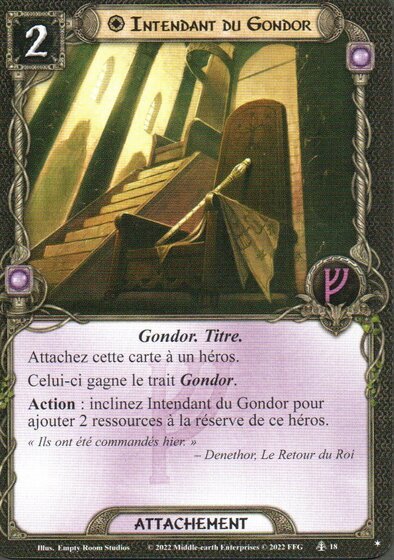 2
INTENDANT DU GONDOR
Gondor. Titre.
Attachez cette carte à un héros.
Celui-ci gagne le trait Gondor.
Action : inclinez Intendant du Gondor pour
ajouter 2 ressources à la réserve de ce héros.
« Ils ont été commandés hier. »
– Denethor, Le Retour du Roi
ATTACHEMENT
Illus. Empty Room Studios © 2022 Middle-earth Enterprises © 2022 FFG 18